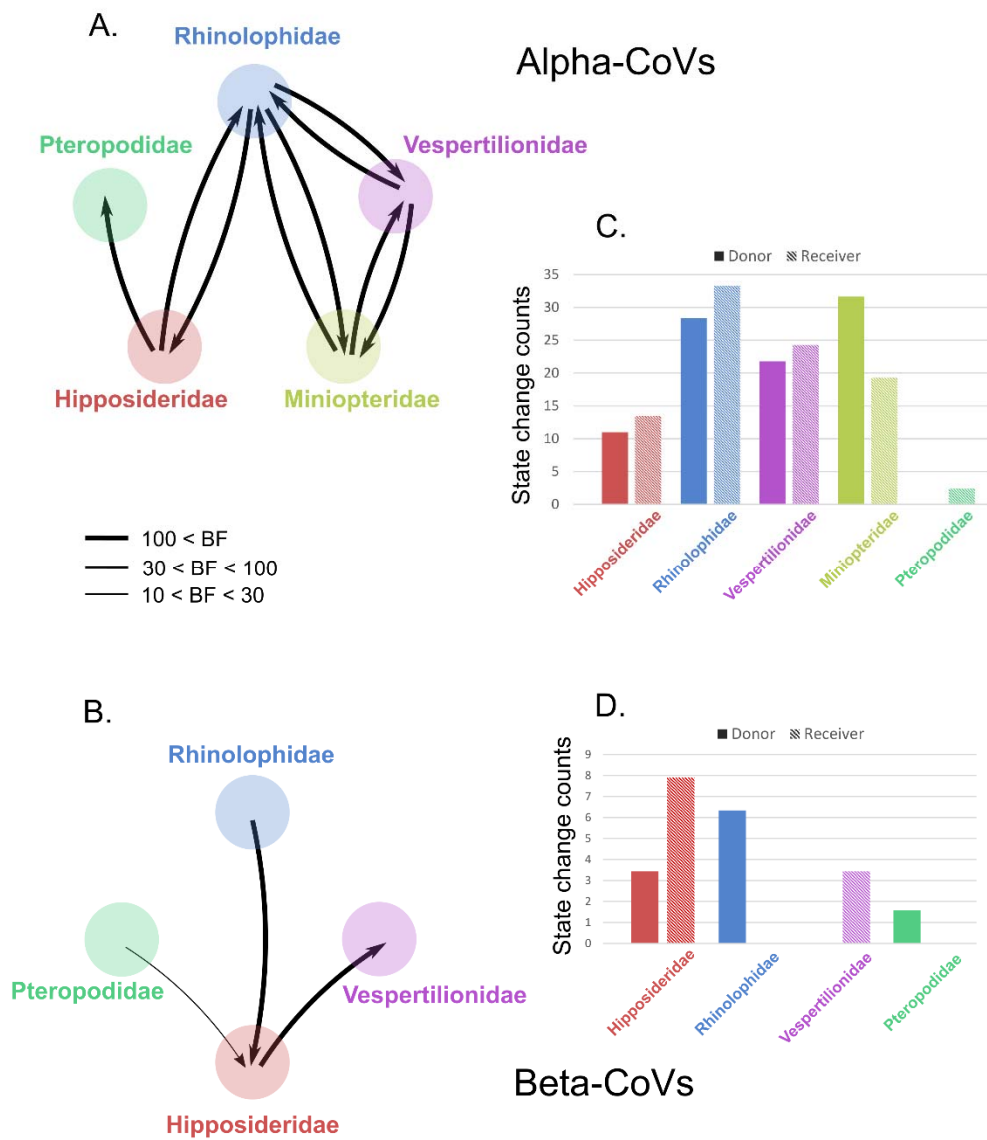 A.
Rhinolophidae
Alpha-CoVs
Pteropodidae
Vespertilionidae
Hipposideridae
Miniopteridae
100 < BF
30 < BF < 100
10 < BF < 30
C.
Donor Receiver
State change counts
35
30
25
20
15
10
5
0
Hipposideridae
Rhinolophidae
Vespertilionidae
Miniopteridae
Pteropodidae
B.
Rhinolophidae
Pteropodidae
Vespertilionidae
Hipposideridae
D.
Donor Receiver
State change counts
9
8
7
6
5
4
3
2
1
0
Hipposideridae
Rhinolophidae
Vespertilionidae
Pteropodidae
Beta-CoVs